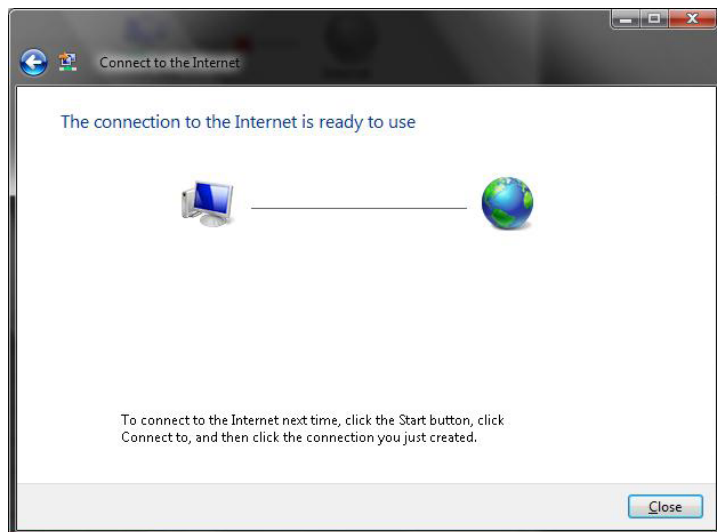 Connect to the Internet
The connection to the Internet is ready to use
To connect to the Internet next time, click the Start button, click
Connect to, and then click the connection you just created.
Close